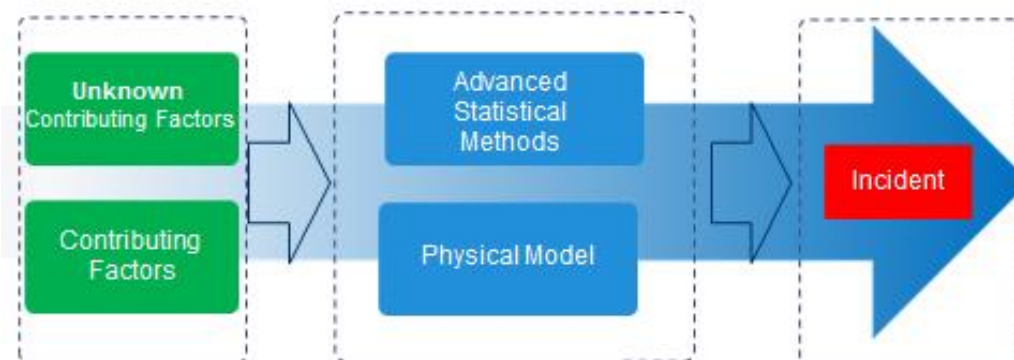 Unknown
Contributing Factors
Contributing
Factors
Advanced
Statistical
Methods
Physical Model
Incident